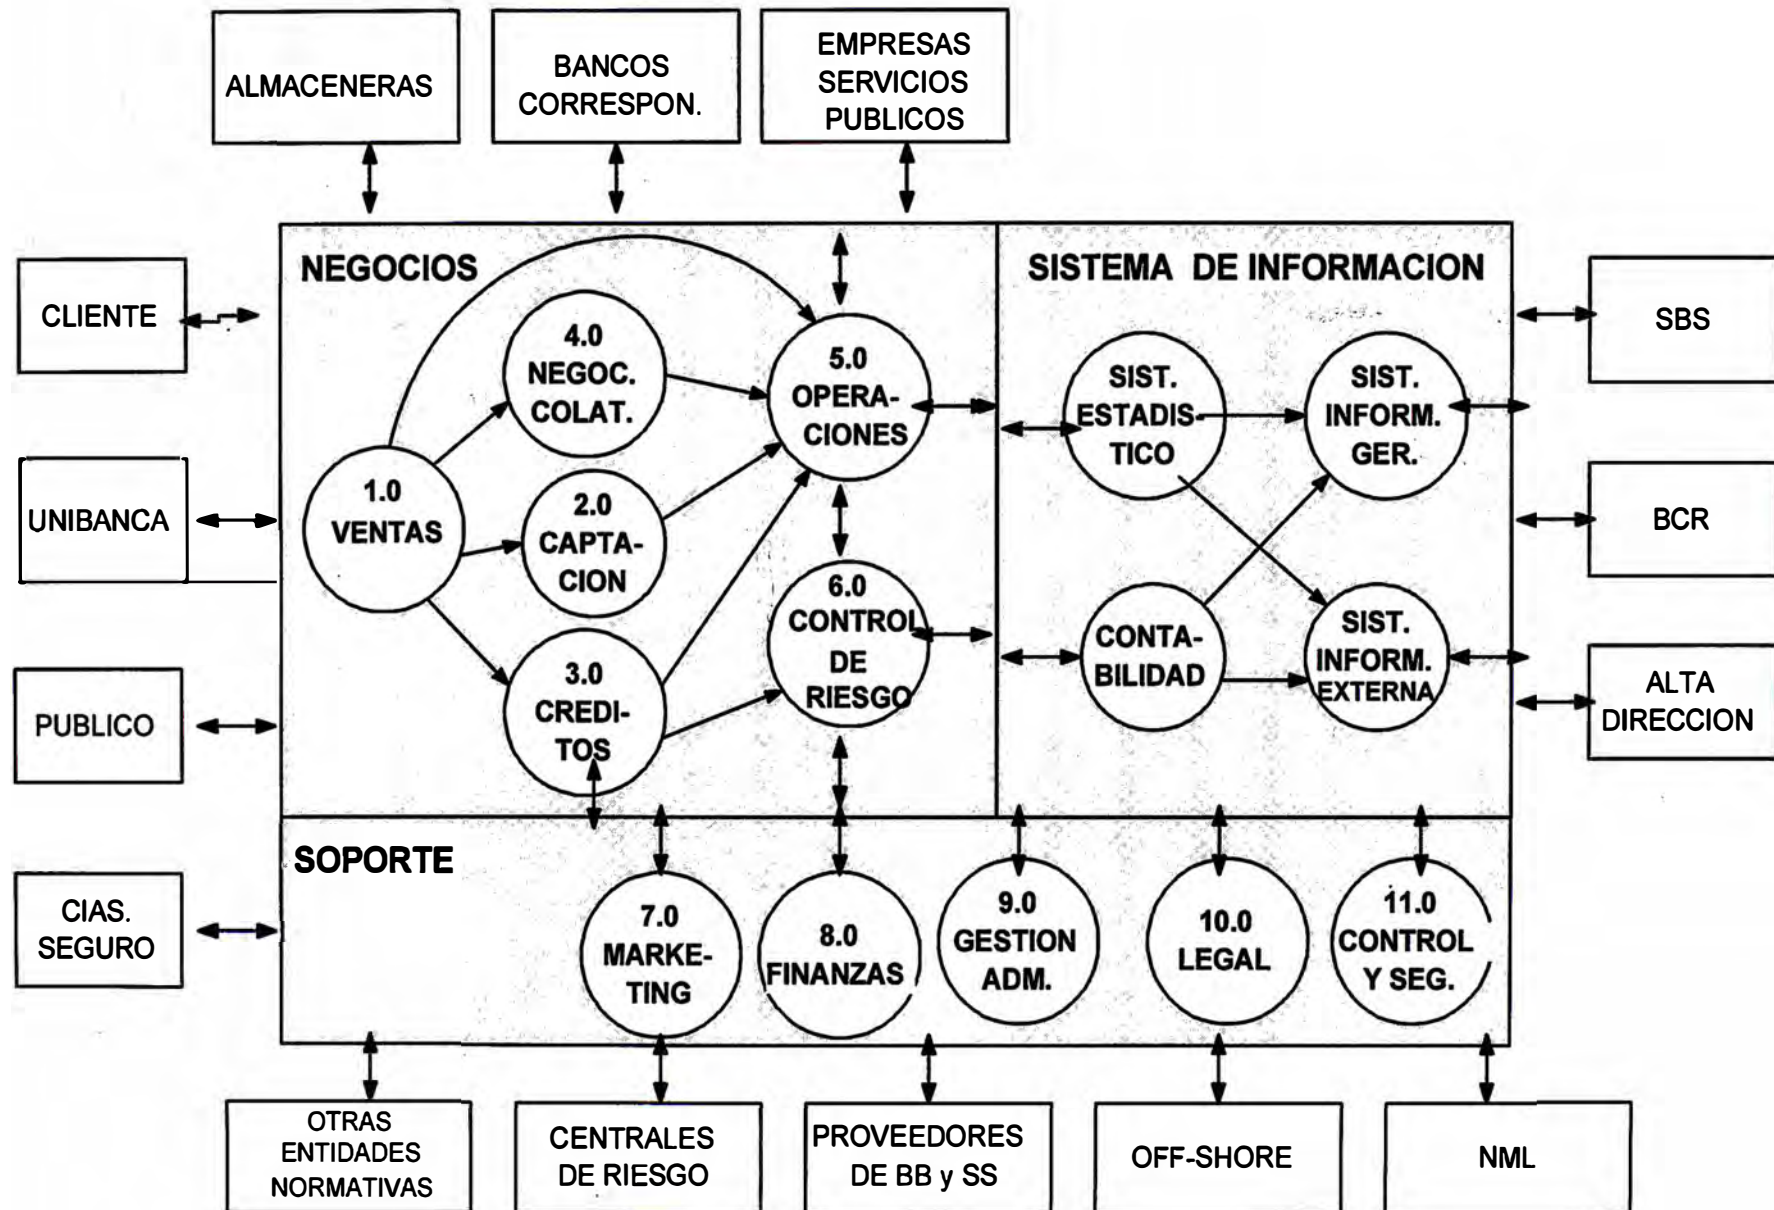 ALMACENERAS
BANCOS
CORRESPON.
EMPRESAS
SERVICIOS
PUBLICOS
CLIENTE
UNIBANCA
PUBLICO
CIAS.
SEGURO
NEGOCIOS
1.0
VENTAS
4.0
NEGOC.
COLAT.
2.0
CAPTA-
CION
3.0
CREDI-
TOS
5.0
OPERA-
CIONES
6.0
CONTROL
DE
RIESGO
SISTEMA DE INFORMACION
SIST.
ESTADIS-
TICO
SIST.
INFORM.
GER.
CONTA-
BILIDAD
SIST.
INFORM.
EXTERNA
SBS
BCR
ALTA
DIRECCION
SOPORTE
7.0
MARKE-
TING
8.0
FINANZAS
9.0
GESTION
ADM.
10.0
LEGAL
11.0
CONTROL
Y SEG.
OTRAS
ENTIDADES
NORMATIVAS
CENTRALES
DE RIESGO
PROVEEDORES
DE BB y SS
OFF-SHORE
NML